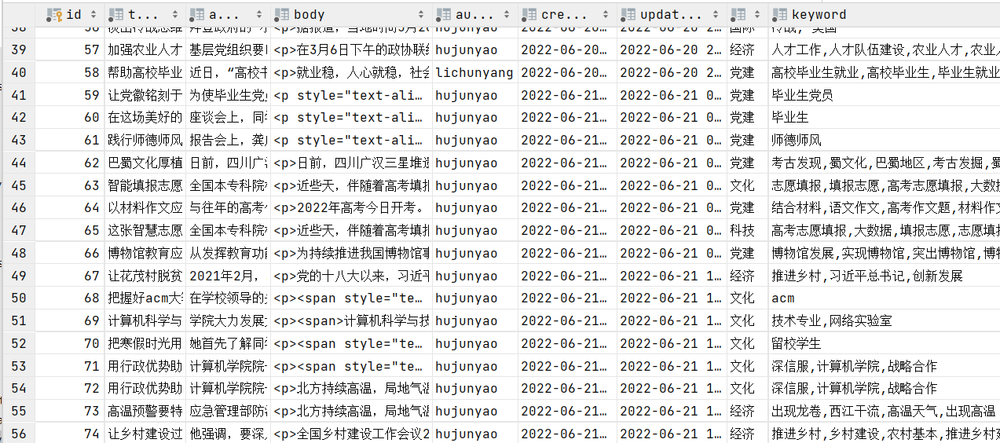 id t... a... body au... cre... updat... keyword
38 56 淡出冷战思维 拜登政府的"小 <p>据报道，当地时间5月20 hujunyao 2022-06-20… 2022-06-20 2… 国际 冷战, 美国
39 57 加强农业人才 基层党组织要 <p>在3月6日下午的政协联 hujunyao 2022-06-20… 2022-06-20 2… 经济 人才工作,人才队伍建设,农业人才,农业
40 58 帮助高校毕业 近日，“高校 <p>就业稳，人心就稳，社会 lichunyang 2022-06-20… 2022-06-20 2… 党建 高校毕业生就业,高校毕业生,毕业生就业
41 59 让党徽铭刻于 为使毕业生党 <p style="text-ali… hujunyao 2022-06-21… 2022-06-21 0… 党建 毕业生党员
42 60 在这场美好的 座谈会上，同 <p style="text-ali… hujunyao 2022-06-21… 2022-06-21 0… 党建 毕业生
43 61 践行师德师风 报告会上，龚 <p style="text-ali… hujunyao 2022-06-21… 2022-06-21 0… 党建 师德师风
44 62 巴蜀文化厚植 日前，四川广 <p>日前，四川广汉三星堆遗 hujunyao 2022-06-21… 2022-06-21 0… 党建 考古发现,蜀文化,巴蜀地区,考古发掘,蜀
45 63 智能填报志愿 全国本专科院 <p>近些天，伴随着高考填报 hujunyao 2022-06-21… 2022-06-21 0… 文化 志愿填报,填报志愿,高考志愿填报,大数据
46 64 以材料作文应 与往年的高考 <p>2022年高考今日开考。 hujunyao 2022-06-21… 2022-06-21 0… 党建 结合材料,语文作文,高考作文题,材料作文
47 65 这张智慧志愿 全国本专科院 <p>近些天，伴随着高考填报 hujunyao 2022-06-21… 2022-06-21 0… 科技 高考志愿填报,大数据,填报志愿,志愿填报
48 66 博物馆教育应 从发挥教育功能 <p>为持续推进我国博物馆事 hujunyao 2022-06-21… 2022-06-21 0… 党建 博物馆发展,实现博物馆,突出博物馆,博物
49 67 让花茂村脱贫 2021年2月， <p>党的十八大以来，习近平 hujunyao 2022-06-21… 2022-06-21 1… 经济 推进乡村,习近平总书记,创新发展
50 68 把握好acm大 在学校领导的 <p><span style="te… hujunyao 2022-06-21… 2022-06-21 1… 文化 acm
51 69 计算机科学与 学院大力发展 <p><span>计算机科学与技 hujunyao 2022-06-21… 2022-06-21 1… 文化 技术专业,网络实验室
52 70 把寒假时光用 她首先了解同 <p><span style="te… hujunyao 2022-06-21… 2022-06-21 1… 文化 留校学生
53 71 用行政优势助 计算机学院院 <p><span style="te… hujunyao 2022-06-21… 2022-06-21 1… 文化 深信服,计算机学院,战略合作
54 72 用行政优势助 计算机学院院 <p>北方持续高温，局地气温 hujunyao 2022-06-21… 2022-06-21 1… 文化 深信服,计算机学院,战略合作
55 73 高温预警要特 应急管理部防 <p>北方持续高温，局地气温 hujunyao 2022-06-21… 2022-06-21 1… 经济 出现龙卷,西江干流,高温天气,出现高温
56 74 让乡村建设过 他强调，要深 <p>全国乡村建设工作会议2 hujunyao 2022-06-21… 2022-06-21 1… 经济 推进乡村,乡村建设,农村基本,推进乡村